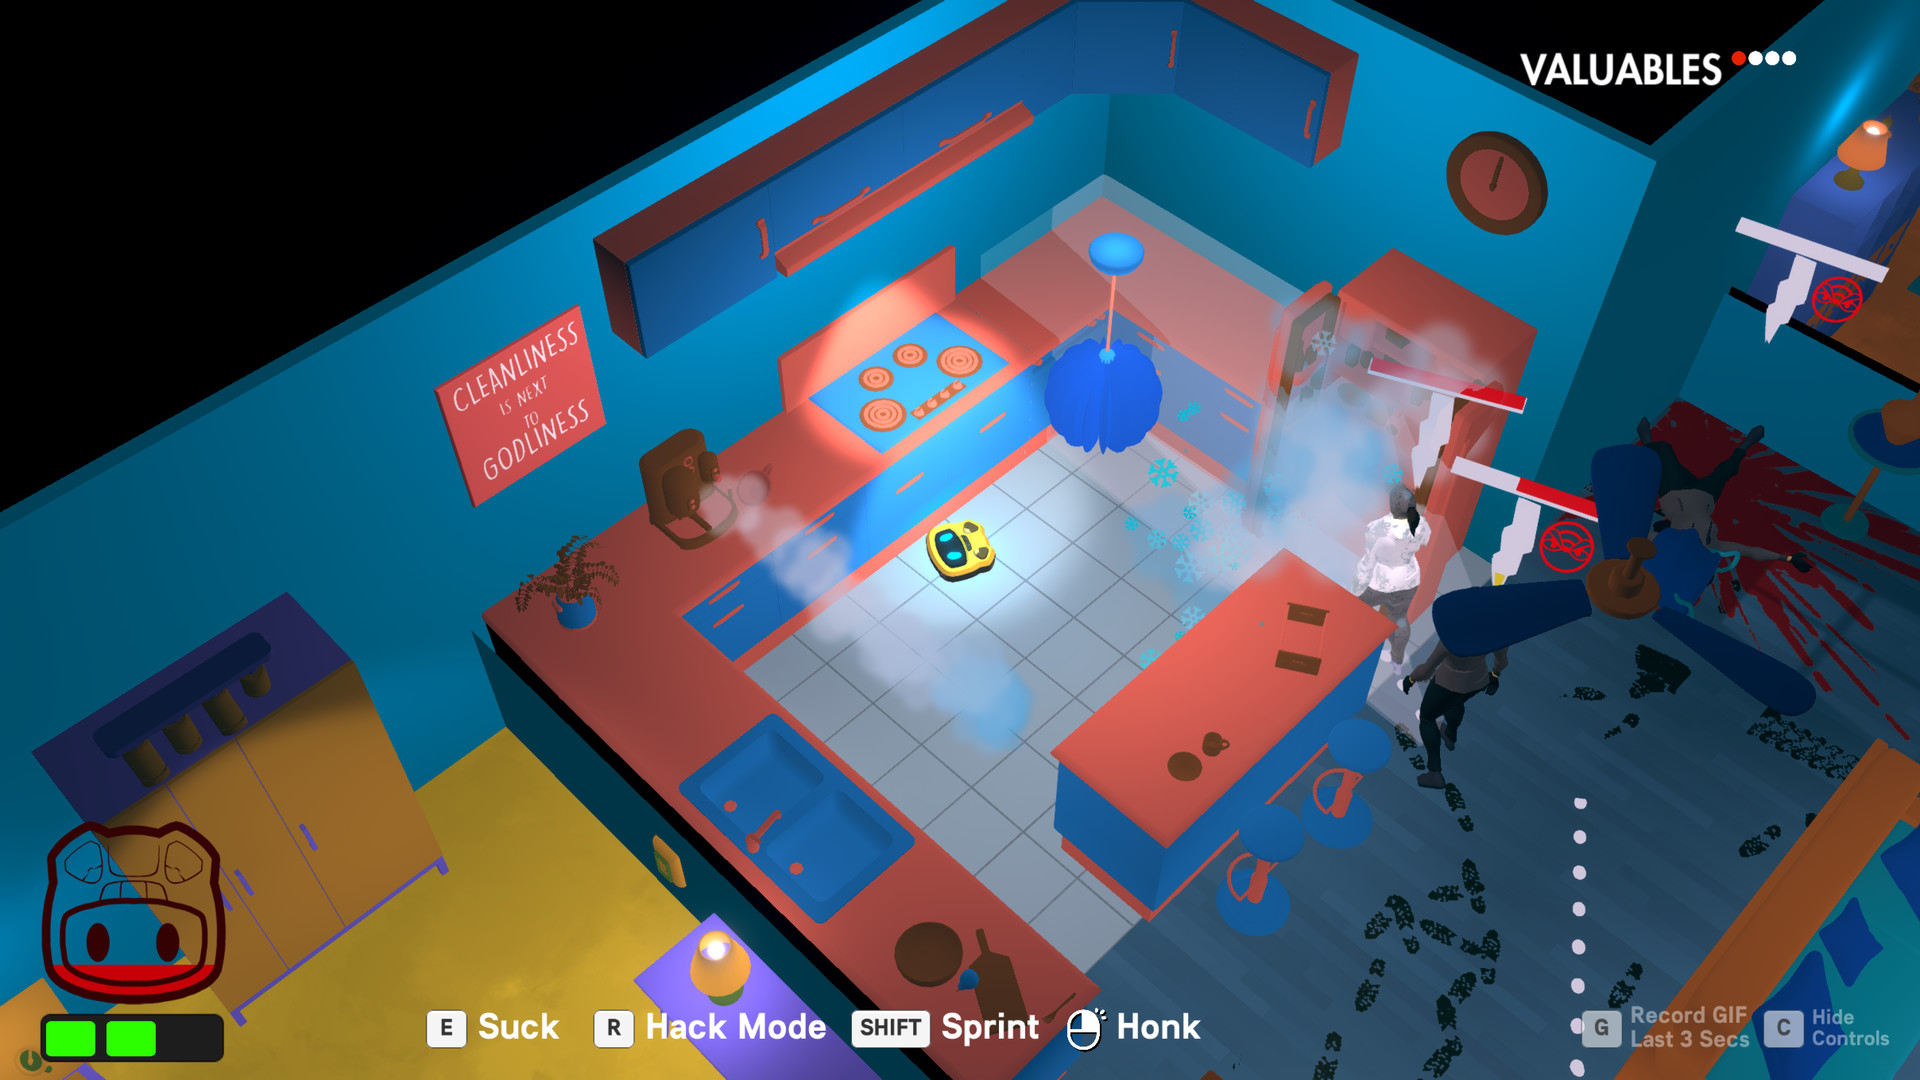 VALUABLES
CLEANLINESS
IS NEXT
TO
GODLINESS
E Suck R Hack Mode SHIFT Sprint Honk
G Record GIF
Last 3 Secs
C Hide
Controls